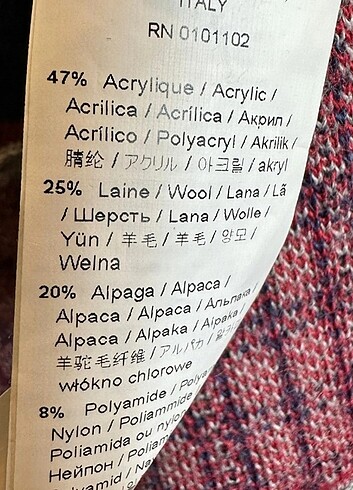 ITALY
RN 0101102
47% Acrylique / Acrylic /
Acrilica / Acrílica / Акрил /
Acrílico / Polyacryl / Akrilik /
腈纶 / アクリル / 아크릴 / akryl
25% Laine / Wool / Lana / Lã
/ Шерсть / Lana / Wolle /
Yün / 羊毛 / 羊毛 / 양모 /
Wełna
20% Alpaga / Alpaca /
Alpaca / Alpaca / Альпака /
Alpaca / Alpaka / Alpaka /
羊驼毛纤维 / アルパカ /
włókno chlorowe
8% Polyamide / Polya
Nylon / Poliammide
Poliamida ou nylo
Нейлон / Poliam
/ Na